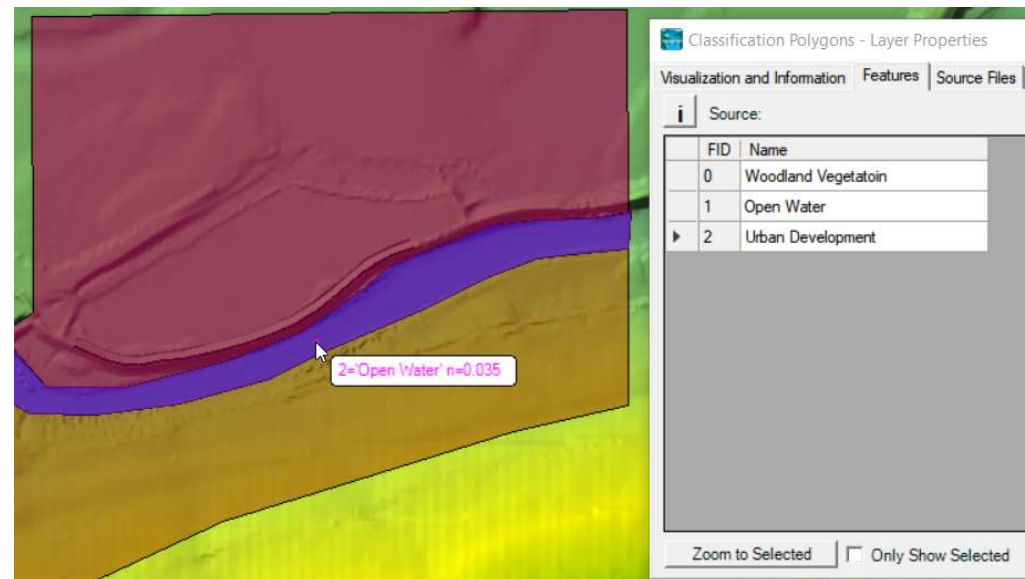 Classification Polygons - Layer Properties
Visualization and Information Features Source Files
i Source:
FID Name
0 Woodland Vegetatoin
1 Open Water
2 Urban Development
2='Open Water' n=0.035
Zoom to Selected Only Show Selected